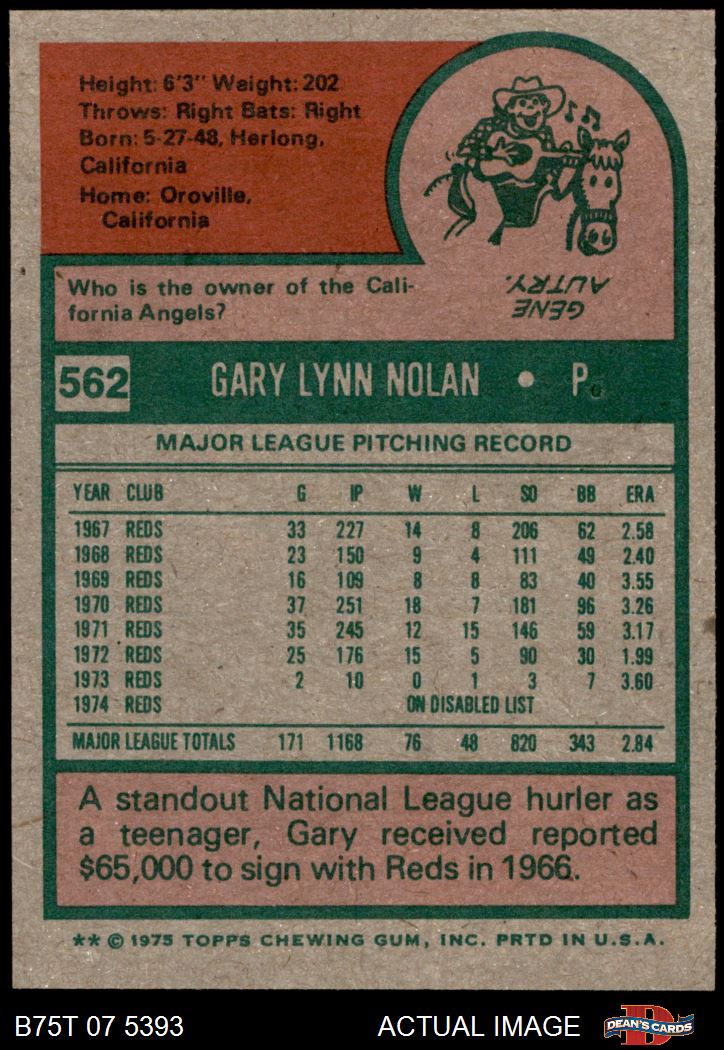 Height: 6'3" Weight: 202
Throws: Right Bats: Right
Born: 5-27-48, Herlong,
California
Home: Oroville,
California
Who is the owner of the Cali-
fornia Angels?
GENE
AUTRY.
562 GARY LYNN NOLAN • P.
MAJOR LEAGUE PITCHING RECORD
YEAR CLUB G IP W L SO BB ERA
1967 REDS 33 227 14 8 206 62 2.58
1968 REDS 23 150 9 4 111 49 2.40
1969 REDS 16 109 8 8 83 40 3.55
1970 REDS 37 251 18 7 181 96 3.26
1971 REDS 35 245 12 15 146 59 3.17
1972 REDS 25 176 15 5 90 30 1.99
1973 REDS 2 10 0 1 3 7 3.60
1974 REDS ON DISABLED LIST
MAJOR LEAGUE TOTALS 171 1168 76 48 820 343 2.84
A standout National League hurler as
a teenager, Gary received reported
$65,000 to sign with Reds in 1966.
** © 1975 TOPPS CHEWING GUM, INC. PRTD IN U.S.A.
B75T 07 5393 ACTUAL IMAGE D DEAN'S CARDS